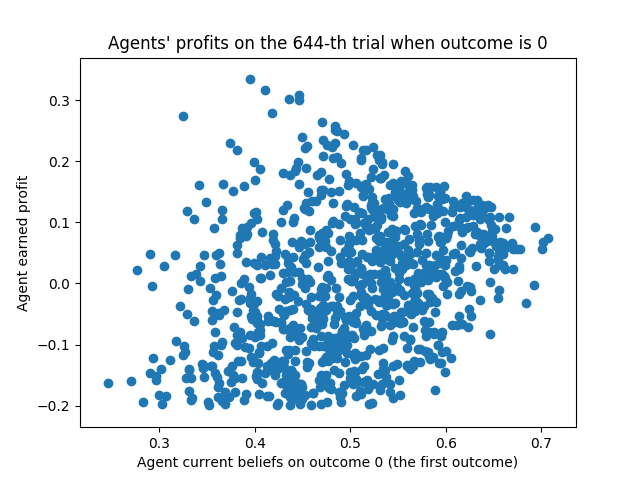 Agents' profits on the 644-th trial when outcome is 0
Agent earned profit
0.3
0.2
0.1
0.0
−0.1
−0.2
0.3 0.4 0.5 0.6 0.7
Agent current beliefs on outcome 0 (the first outcome)